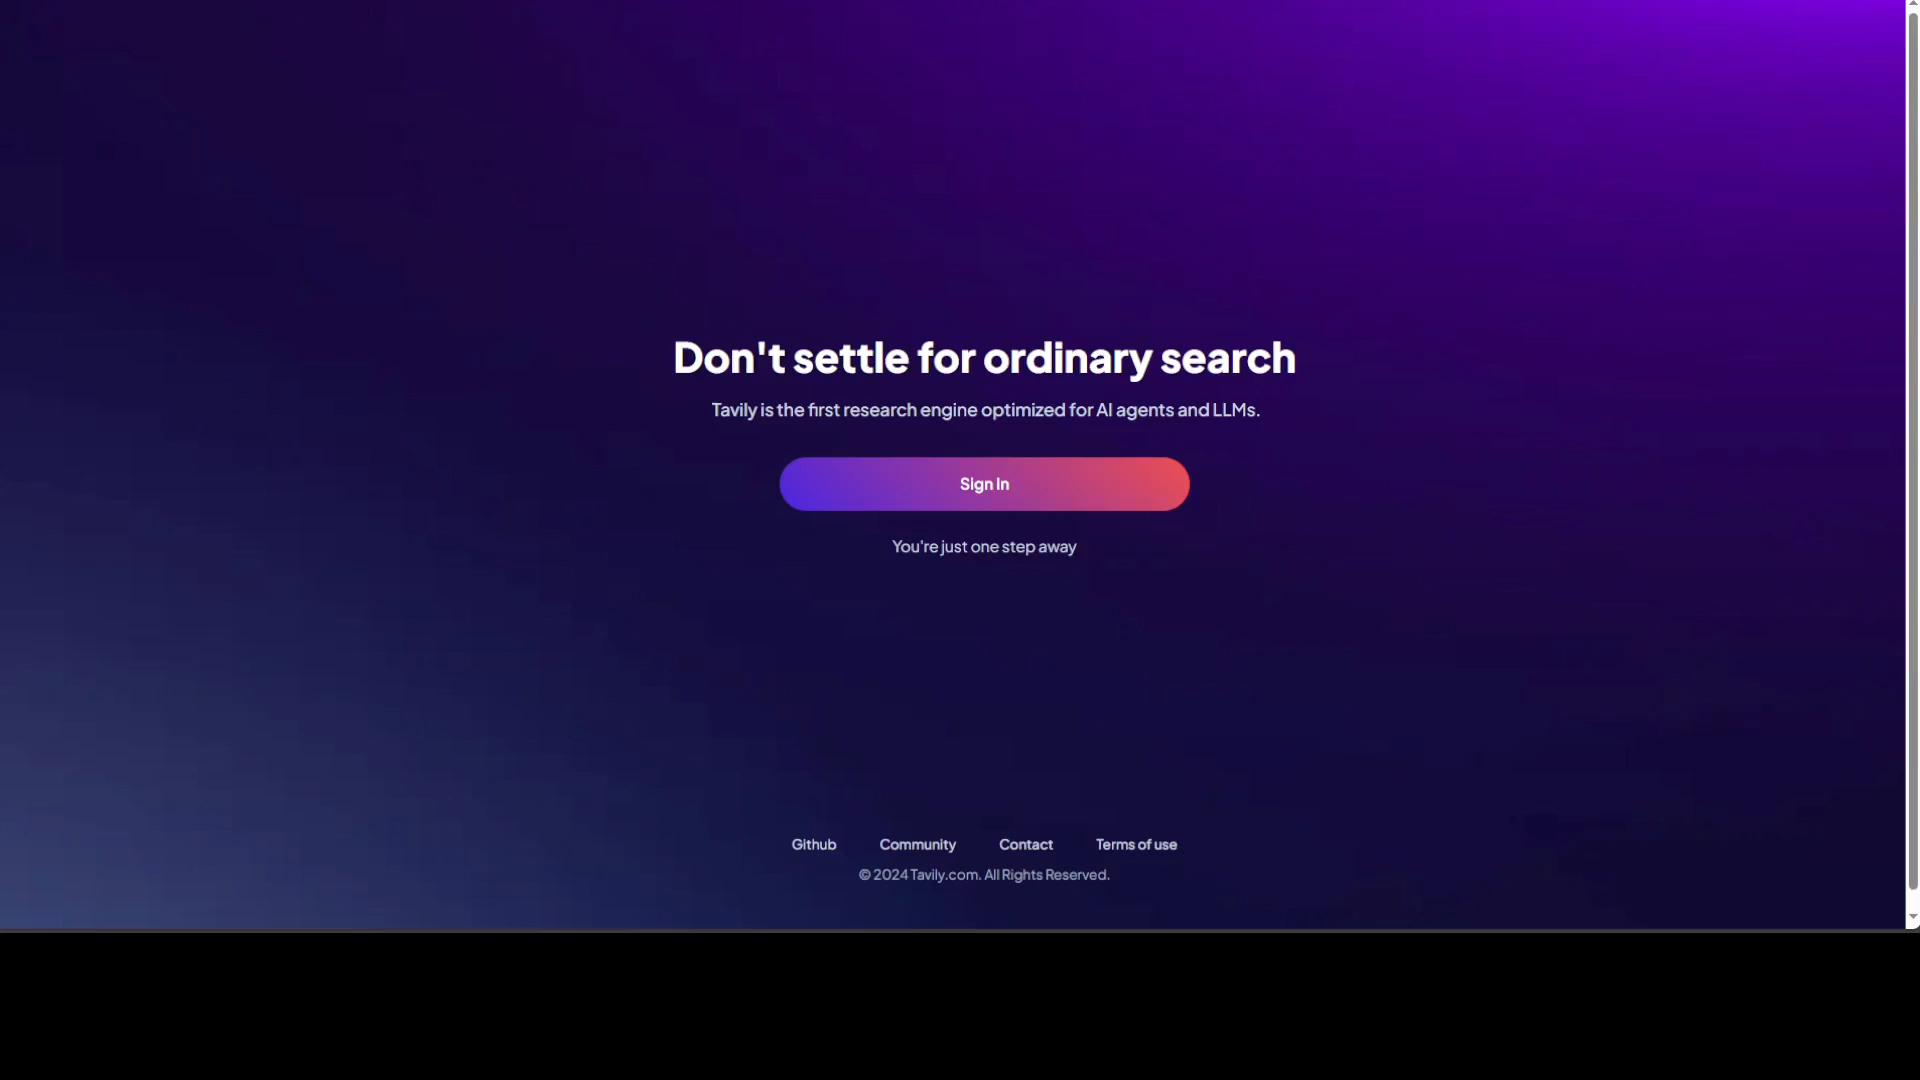 Don't settle for ordinary search
Tavily is the first research engine optimized for AI agents and LLMs.
Sign In
You're just one step away
Github Community Contact Terms of use
© 2024 Tavily.com. All Rights Reserved.